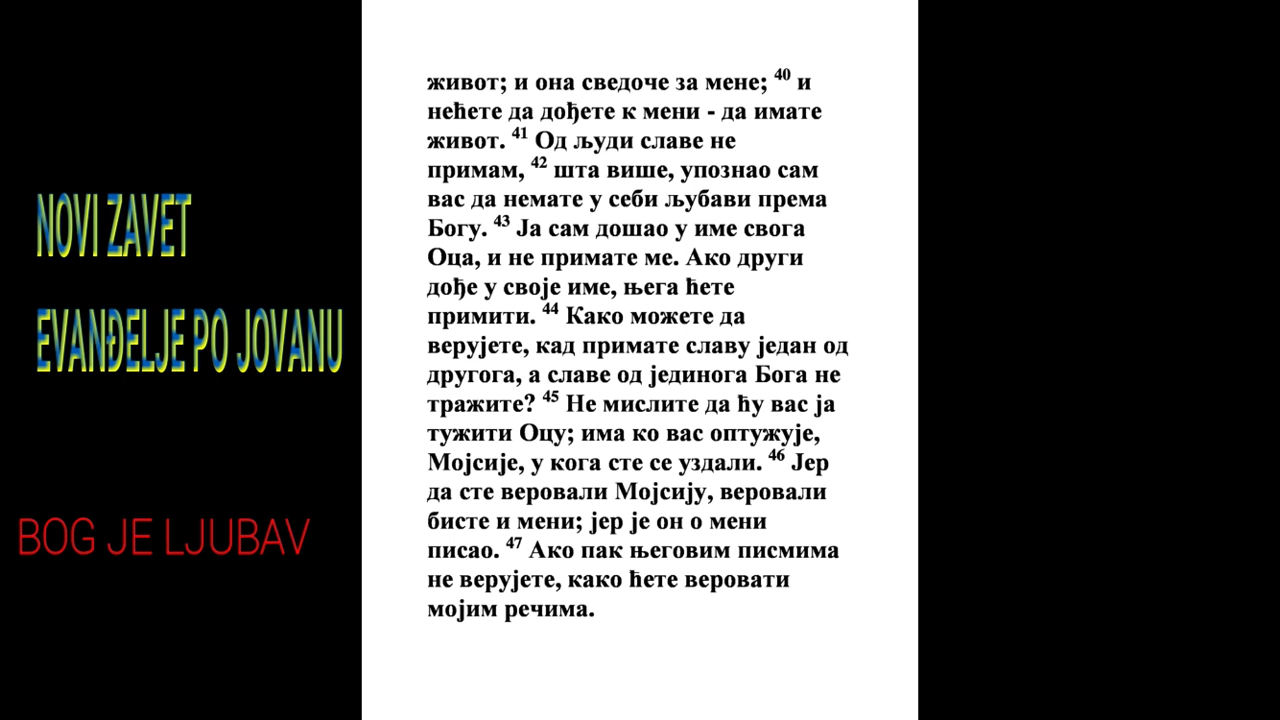 NOVI ZAVET
EVANĐELJE PO JOVANU
BOG JE LJUBAV
живот; и она сведоче за мене; 40 и
нећете да дођете к мени - да имате
живот. 41 Од људи славе не
примам, 42 шта више, упознао сам
вас да немате у себи љубави према
Богу. 43 Ја сам дошао у име свога
Оца, и не примате ме. Ако други
дође у своје име, њега ћете
примити. 44 Како можете да
верујете, кад примате славу један од
другога, а славе од јединога Бога не
тражите? 45 Не мислите да ћу вас ја
тужити Оцу; има ко вас оптужује,
Мојсије, у кога сте се уздали. 46 Јер
да сте веровали Мојсију, веровали
бисте и мени; јер је он о мени
писао. 47 Ако пак његовим писмима
не верујете, како ћете веровати
мојим речима.